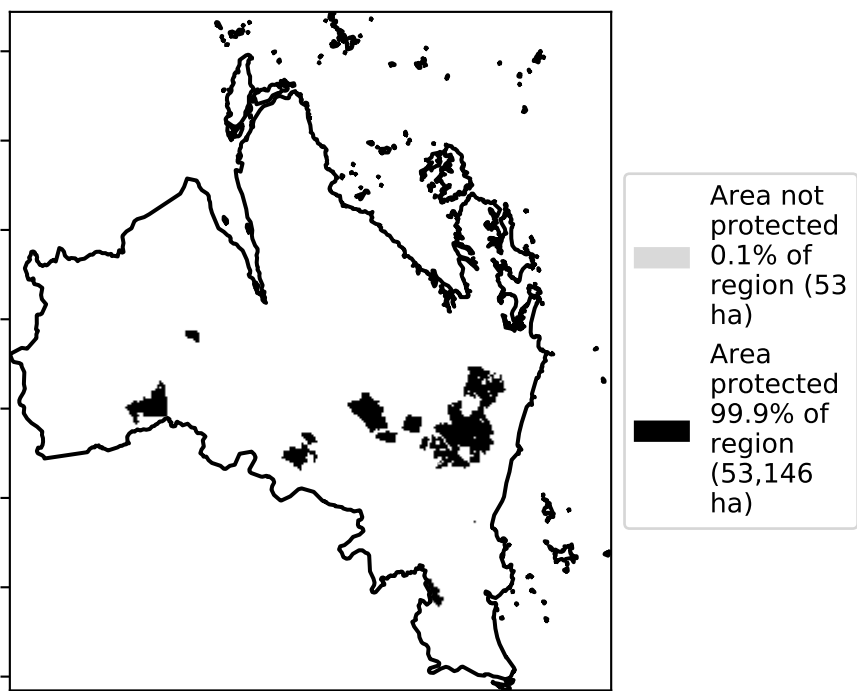 Area not
protected
0.1% of
region (53
ha)
Area
protected
99.9% of
region
(53,146
ha)